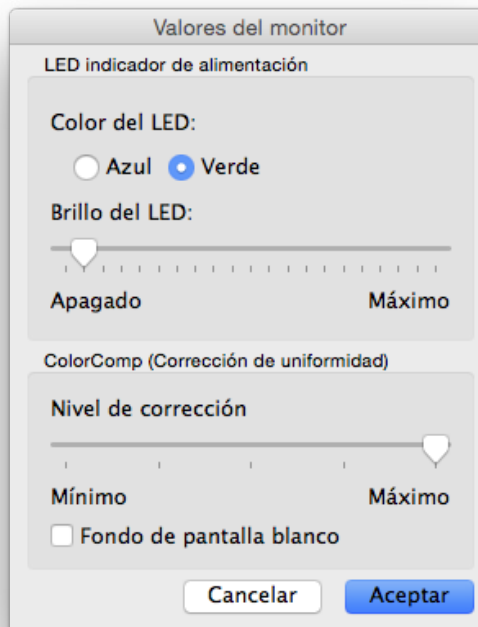 Valores del monitor
LED indicador de alimentación
Color del LED:
Azul Verde
Brillo del LED:
Apagado Máximo
ColorComp (Corrección de uniformidad)
Nivel de corrección
Mínimo Máximo
Fondo de pantalla blanco
Cancelar Aceptar